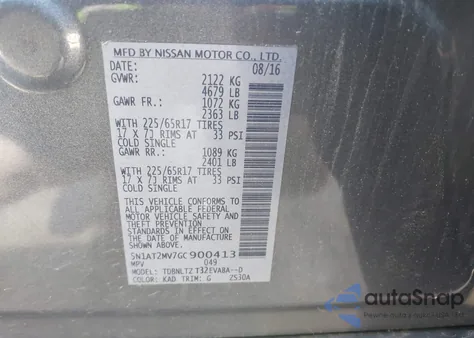 MFD BY NISSAN MOTOR CO., LTD.
DATE: 08/16
GVWR: 2122 KG
4679 LB
GAWR FR.: 1072 KG
2363 LB
WITH 225/65R17 TIRES
17 X 7J RIMS AT 33 PSI
COLD SINGLE
GAWR RR.: 1089 KG
2401 LB
WITH 225/65R17 TIRES
17 X 7J RIMS AT 33 PSI
COLD SINGLE
THIS VEHICLE CONFORMS TO
ALL APPLICABLE FEDERAL
MOTOR VEHICLE SAFETY AND
THEFT PREVENTION
STANDARDS IN EFFECT ON THE
DATE OF MANUFACTURE
5N1AT2MV7GC900413
MPV 049
MODEL: TDBNLTZ T32EVABA--D
COLOR: KAD TRIM: G Z530A
autoSnap